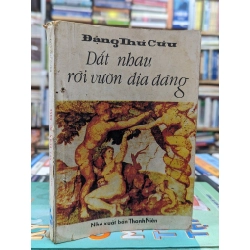 Đặng Thư Cưu
Dắt nhau
rời vườn địa đàng
Nhà xuất bản Thanh Niên